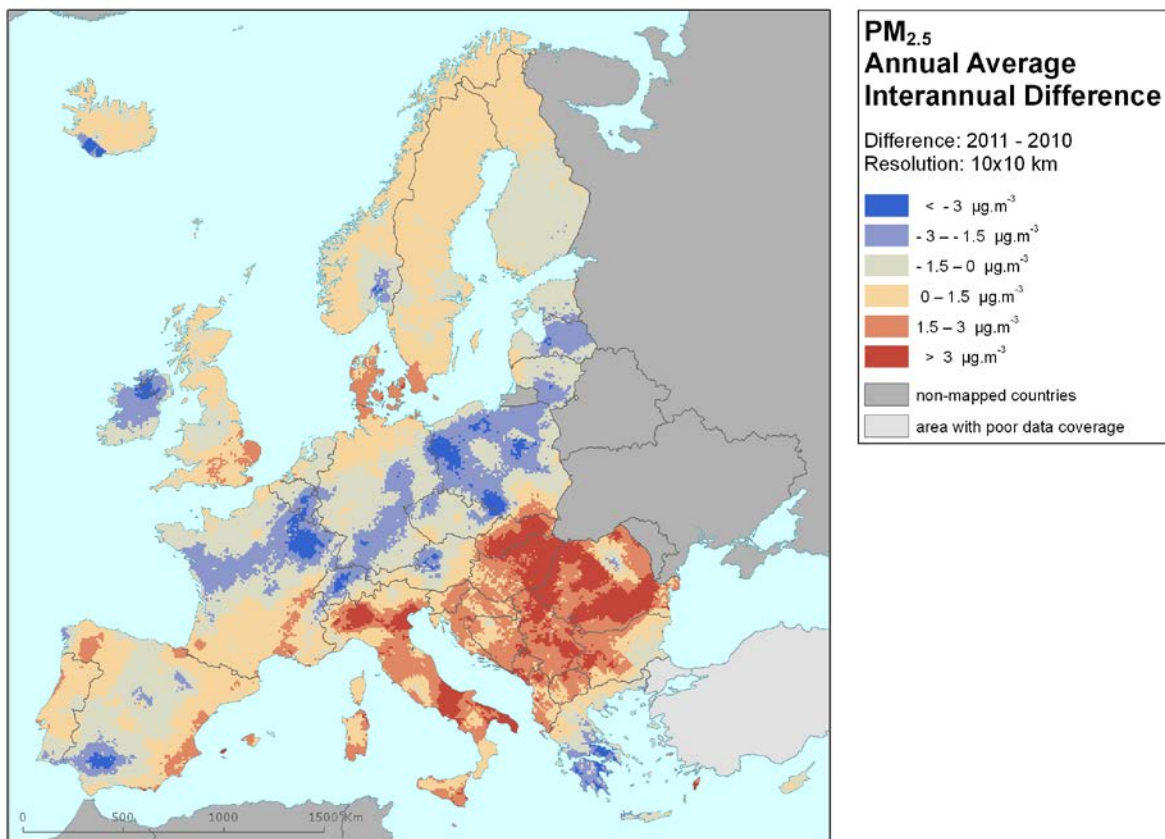 PM2.5
Annual Average
Interannual Difference
Difference: 2011 - 2010
Resolution: 10x10 km
< - 3 µg.m-3
- 3 – - 1.5 µg.m-3
- 1.5 – 0 µg.m-3
0 – 1.5 µg.m-3
1.5 – 3 µg.m-3
> 3 µg.m-3
non-mapped countries
area with poor data coverage
0 500 1000 1500 Km